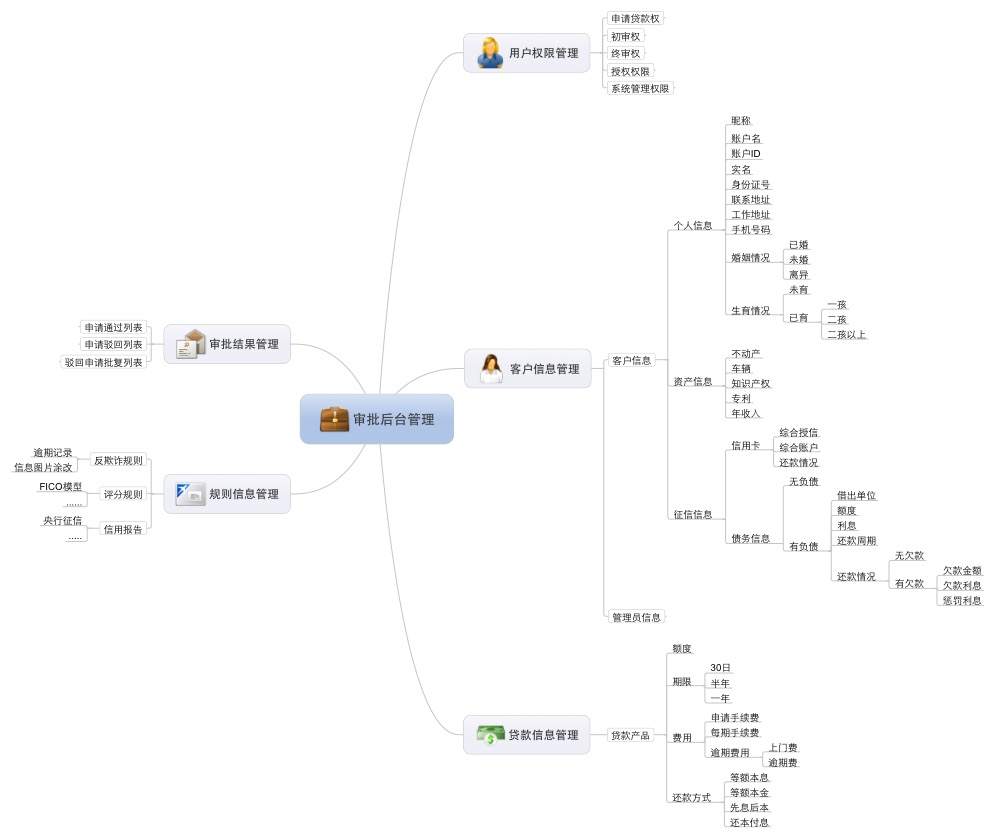 审批后台管理
用户权限管理
申请贷款权
初审权
终审权
授权权限
系统管理权限
客户信息管理
客户信息
个人信息
昵称
账户名
账户ID
实名
身份证号
联系地址
工作地址
手机号码
婚姻情况
已婚
未婚
离异
生育情况
未育
已育
一孩
二孩
二孩以上
资产信息
不动产
车辆
知识产权
专利
年收入
征信信息
信用卡
综合授信
综合账户
还款情况
债务信息
无负债
有负债
借出单位
额度
利息
还款周期
还款情况
无欠款
有欠款
欠款金额
欠款利息
惩罚利息
管理员信息
贷款信息管理
贷款产品
额度
期限
30日
半年
一年
费用
申请手续费
每期手续费
逾期费用
上门费
逾期费
还款方式
等额本息
等额本金
先息后本
还本付息
审批结果管理
申请通过列表
申请驳回列表
驳回申请批复列表
规则信息管理
反欺诈规则
逾期记录
信息图片涂改
评分规则
FICO模型
......
信用报告
央行征信
.....